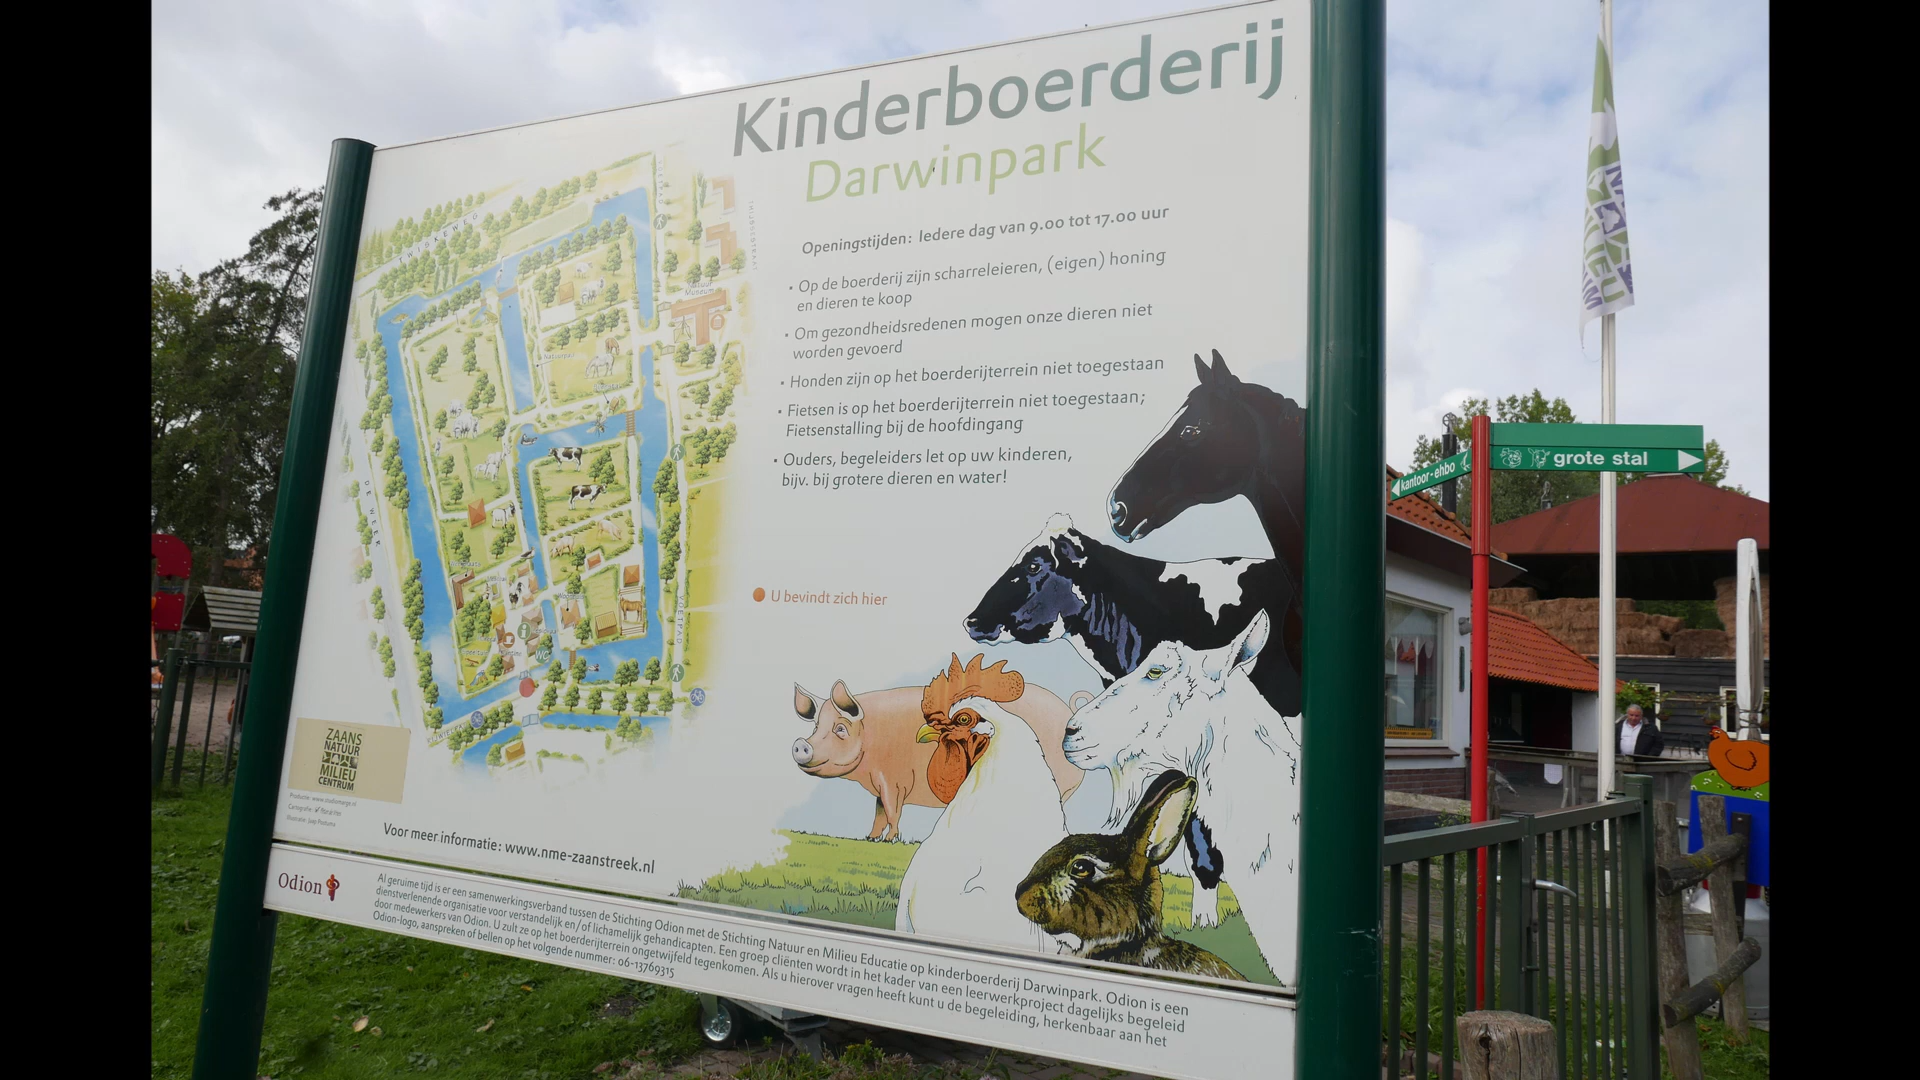 Kinderboerderij
Darwinpark
Openingstijden: Iedere dag van 9.00 tot 17.00 uur
• Op de boerderij zijn scharreleieren, (eigen) honing
en dieren te koop
• Om gezondheidsredenen mogen onze dieren niet
worden gevoerd
• Honden zijn op het boerderijterrein niet toegestaan
• Fietsen is op het boerderijterrein niet toegestaan;
Fietsenstalling bij de hoofdingang
• Ouders, begeleiders let op uw kinderen,
bijv. bij grotere dieren en water!
U bevindt zich hier
TWISKEWEG
DE WEER
VOETPAD
Natuur
Museum
VOETPAD
WC
ZAANS
NATUUR
MILIEU
CENTRUM
Voor meer informatie: www.nme-zaanstreek.nl
Odion
Al geruime tijd is er een samenwerkingsverband tussen de Stichting Odion met de Stichting Natuur en Milieu Educatie op kinderboerderij Darwinpark. Odion is een
dienstverlenende organisatie voor verstandelijk en/of lichamelijk gehandicapten. Een groep cliënten wordt in het kader van een leerwerkproject dagelijks begeleid
door medewerkers van Odion. U zult ze op het boerderijterrein ongetwijfeld tegenkomen. Als u hierover vragen heeft kunt u de begeleiding, herkenbaar aan het
Odion-logo, aanspreken of bellen op het volgende nummer: 06-13769315
kantoor-ehbo
grote stal